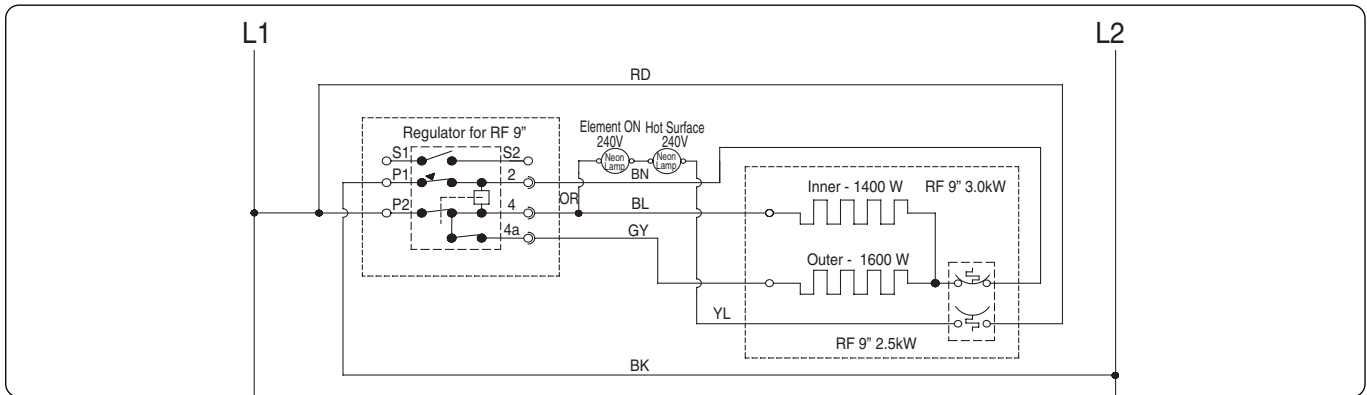 L1
L2
RD
Regulator for RF 9”
Element ON
240V
Hot Surface
240V
Neon
Lamp
Neon
Lamp
S1
S2
P1
2
BN
Inner - 1400 W
RF 9” 3.0kW
P2
4
OR
BL
4a
GY
Outer - 1600 W
YL
RF 9” 2.5kW
BK